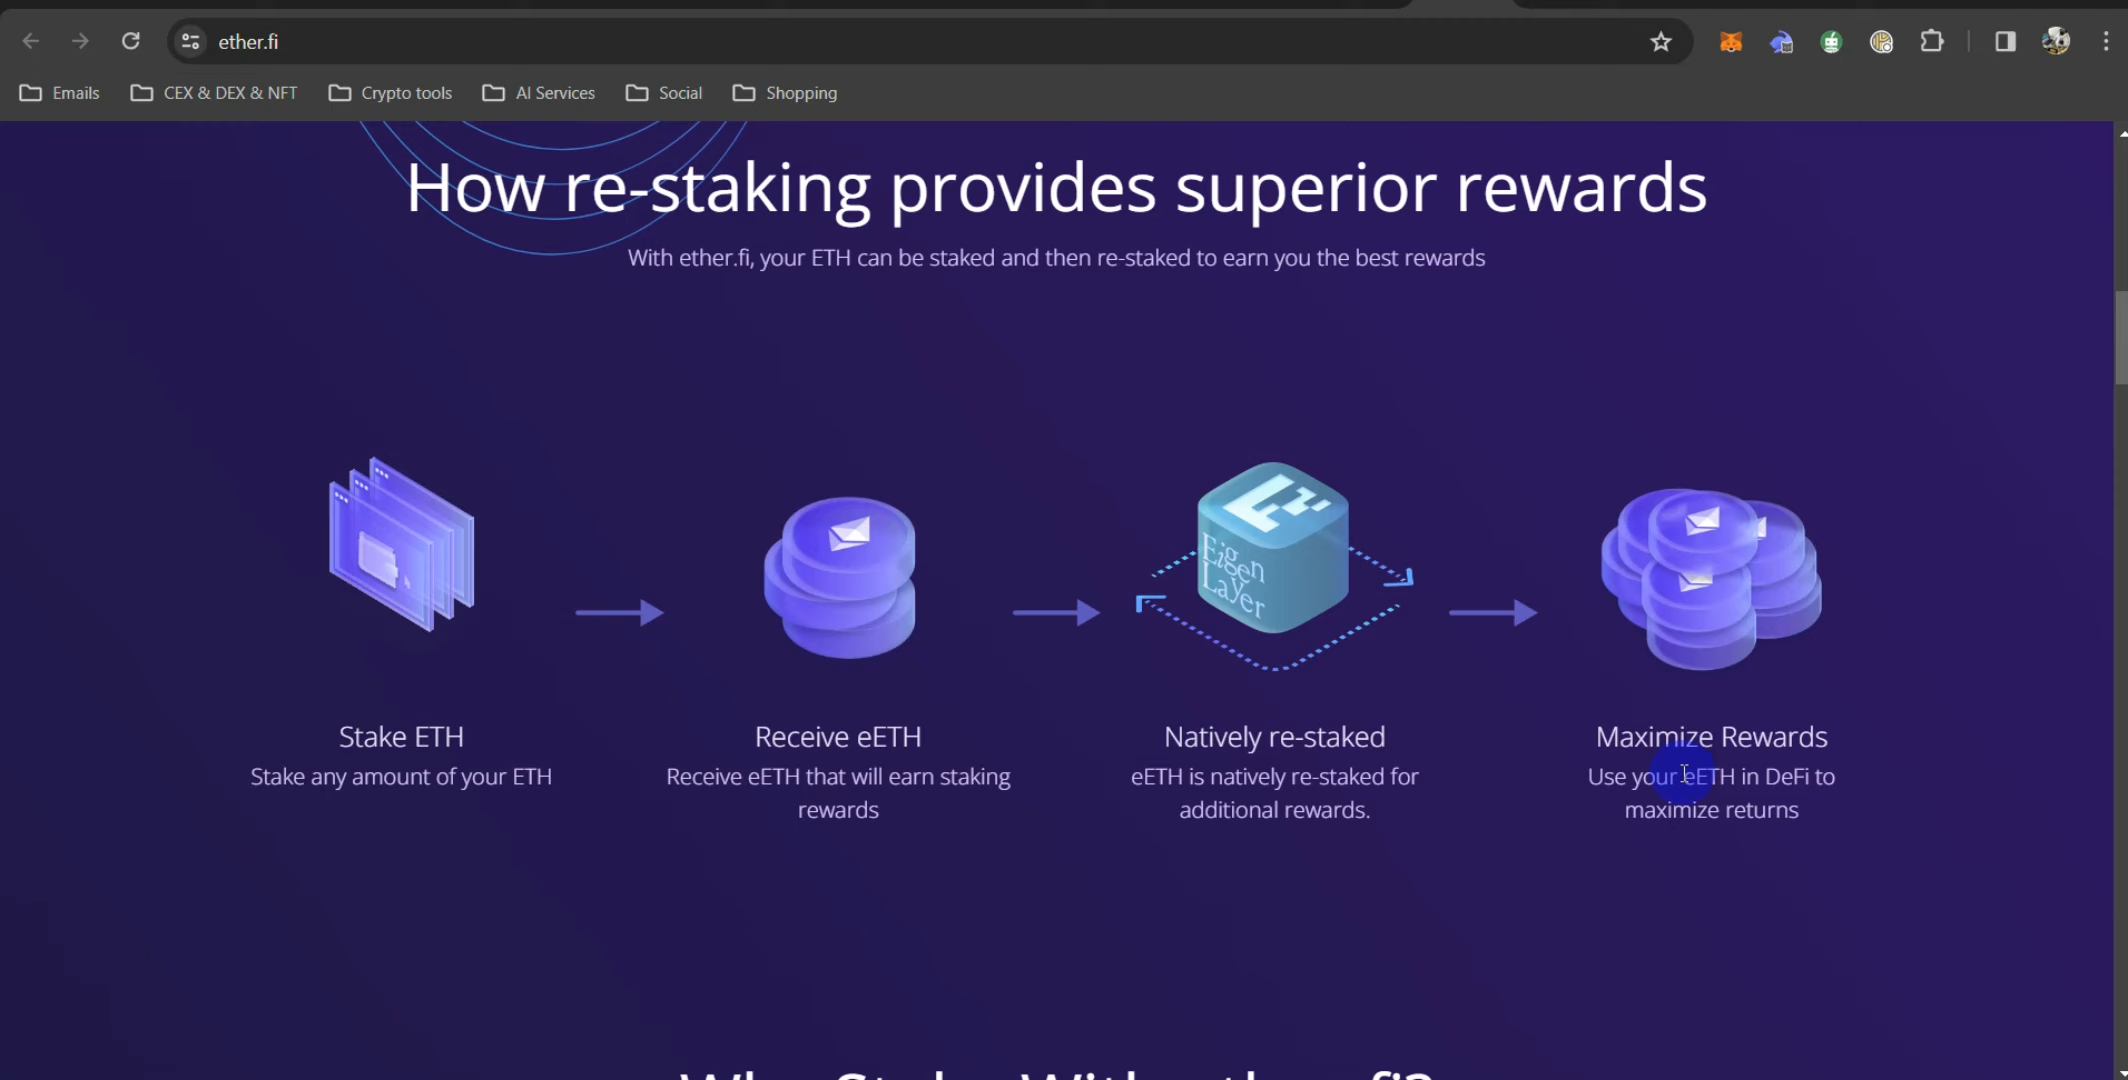 ether.fi
Emails
CEX & DEX & NFT
Crypto tools
AI Services
Social
Shopping
How re-staking provides superior rewards
With ether.fi, your ETH can be staked and then re-staked to earn you the best rewards
Eigen
Layer
Stake ETH
Stake any amount of your ETH
Receive eETH
Receive eETH that will earn staking
rewards
Natively re-staked
eETH is natively re-staked for
additional rewards.
Maximize Rewards
Use your eETH in DeFi to
maximize returns